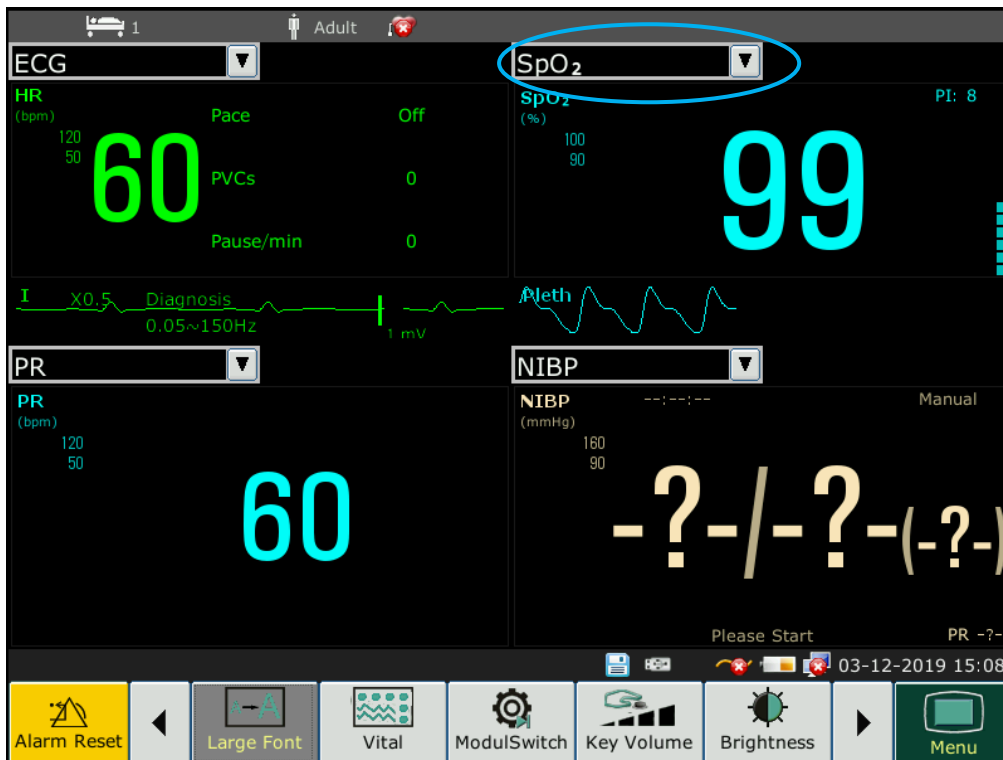 1 Adult
ECG
SpO₂
HR
(bpm)
120
50
60
Pace Off
PVCs 0
Pause/min 0
SpO₂
(%)
100
90
99
PI: 8
I X0.5 Diagnosis
0.05~150Hz
1 mV
Pleth
PR
NIBP
PR
(bpm)
120
50
60
NIBP --:--:-- Manual
(mmHg)
160
90
-?-/-?-(-?-)
Please Start PR -?-
03-12-2019 15:08
Alarm Reset
A→A
Large Font
Vital
ModulSwitch
Key Volume
Brightness
Menu